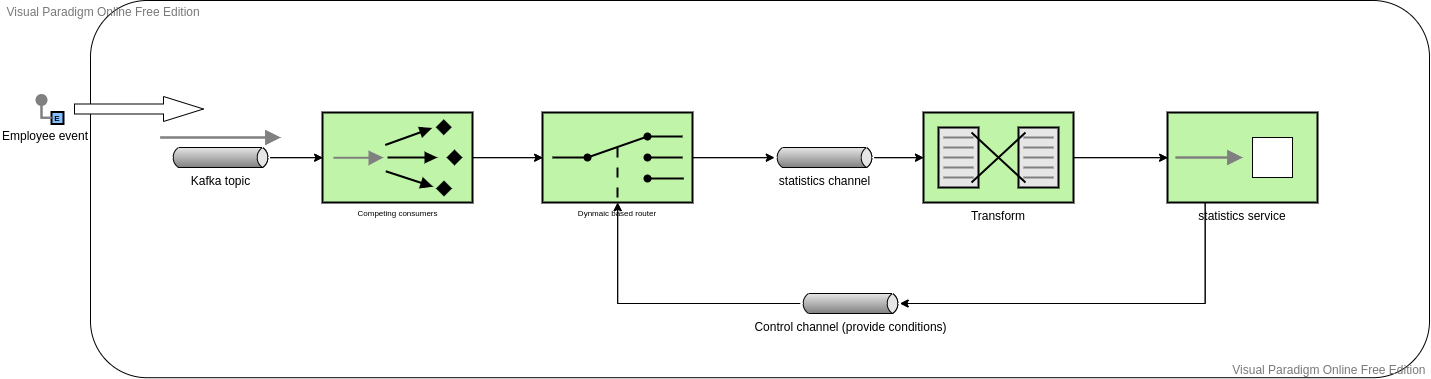 Visual Paradigm Online Free Edition
E
Employee event
Kafka topic
Competing consumers
Dynmaic based router
statistics channel
Transform
statistics service
Control channel (provide conditions)
Visual Paradigm Online Free Edition